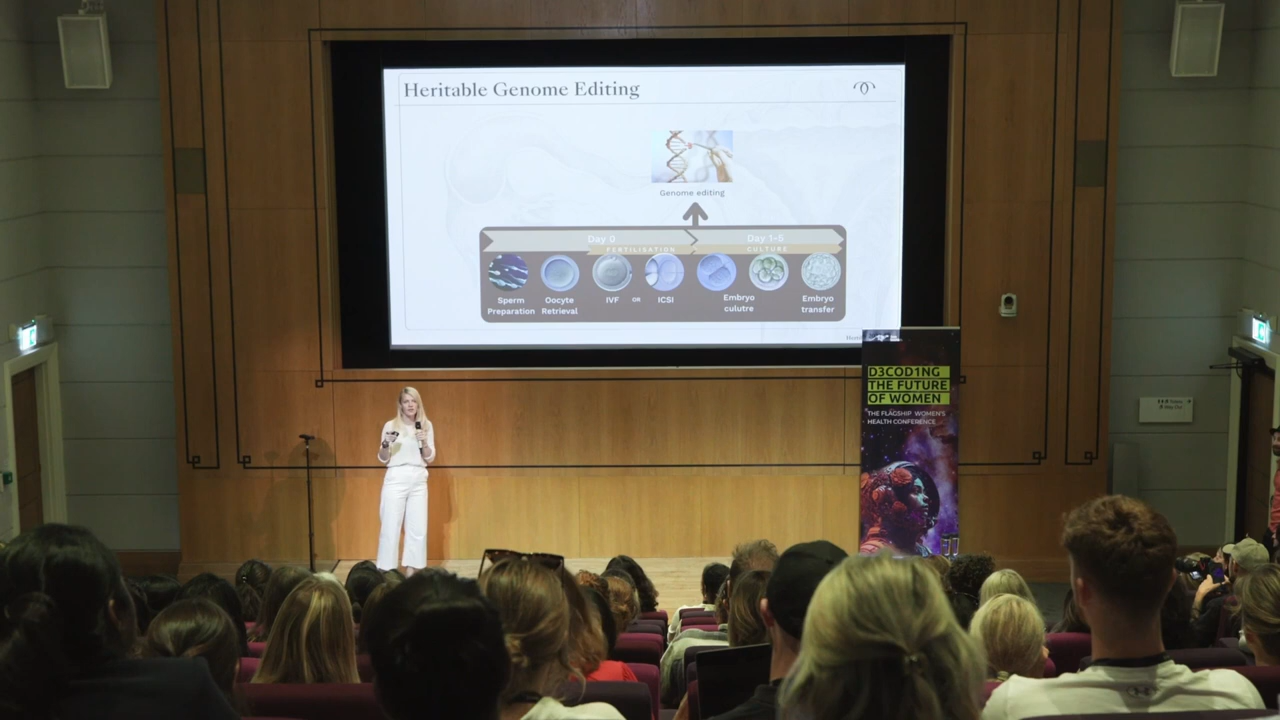 Heritable Genome Editing
Genome editing
Day 0
Day 1-5
FERTILISATION
CULTURE
Sperm Preparation
Oocyte Retrieval
IVF
OR
ICSI
Embryo culutre
Embryo transfer
D3COD1NG
THE FUTURE
OF WOMEN
THE FLAGSHIP WOMEN'S
HEALTH CONFERENCE